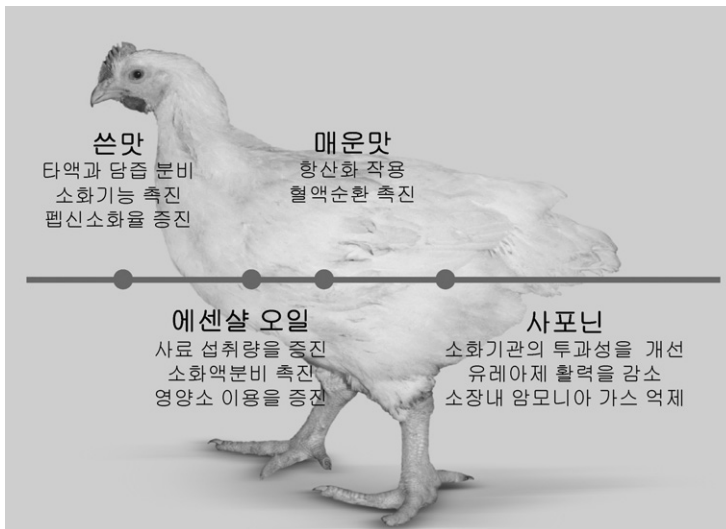 쓴맛
타액과 담즙 분비
소화기능 촉진
펩신소화율 증진
매운맛
항산화 작용
혈액순환 촉진
에센샬 오일
사료 섭취량을 증진
소화액분비 촉진
영양소 이용을 증진
사포닌
소화기관의 투과성을 개선
유레아제 활력을 감소
소장내 암모니아 가스 억제